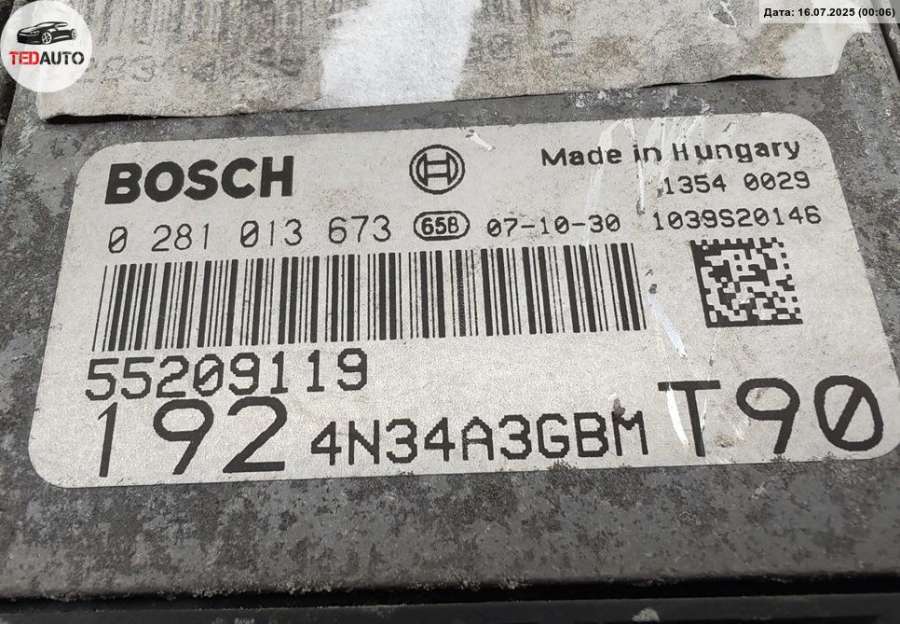 Дата: 16.07.2025 (00:06)
TEDAUTO
BOSCH
Made in Hungary
1354 0029
0 281 013 673 65B 07-10-30 1039S20146
55209119
192 4N34A3GBM T90